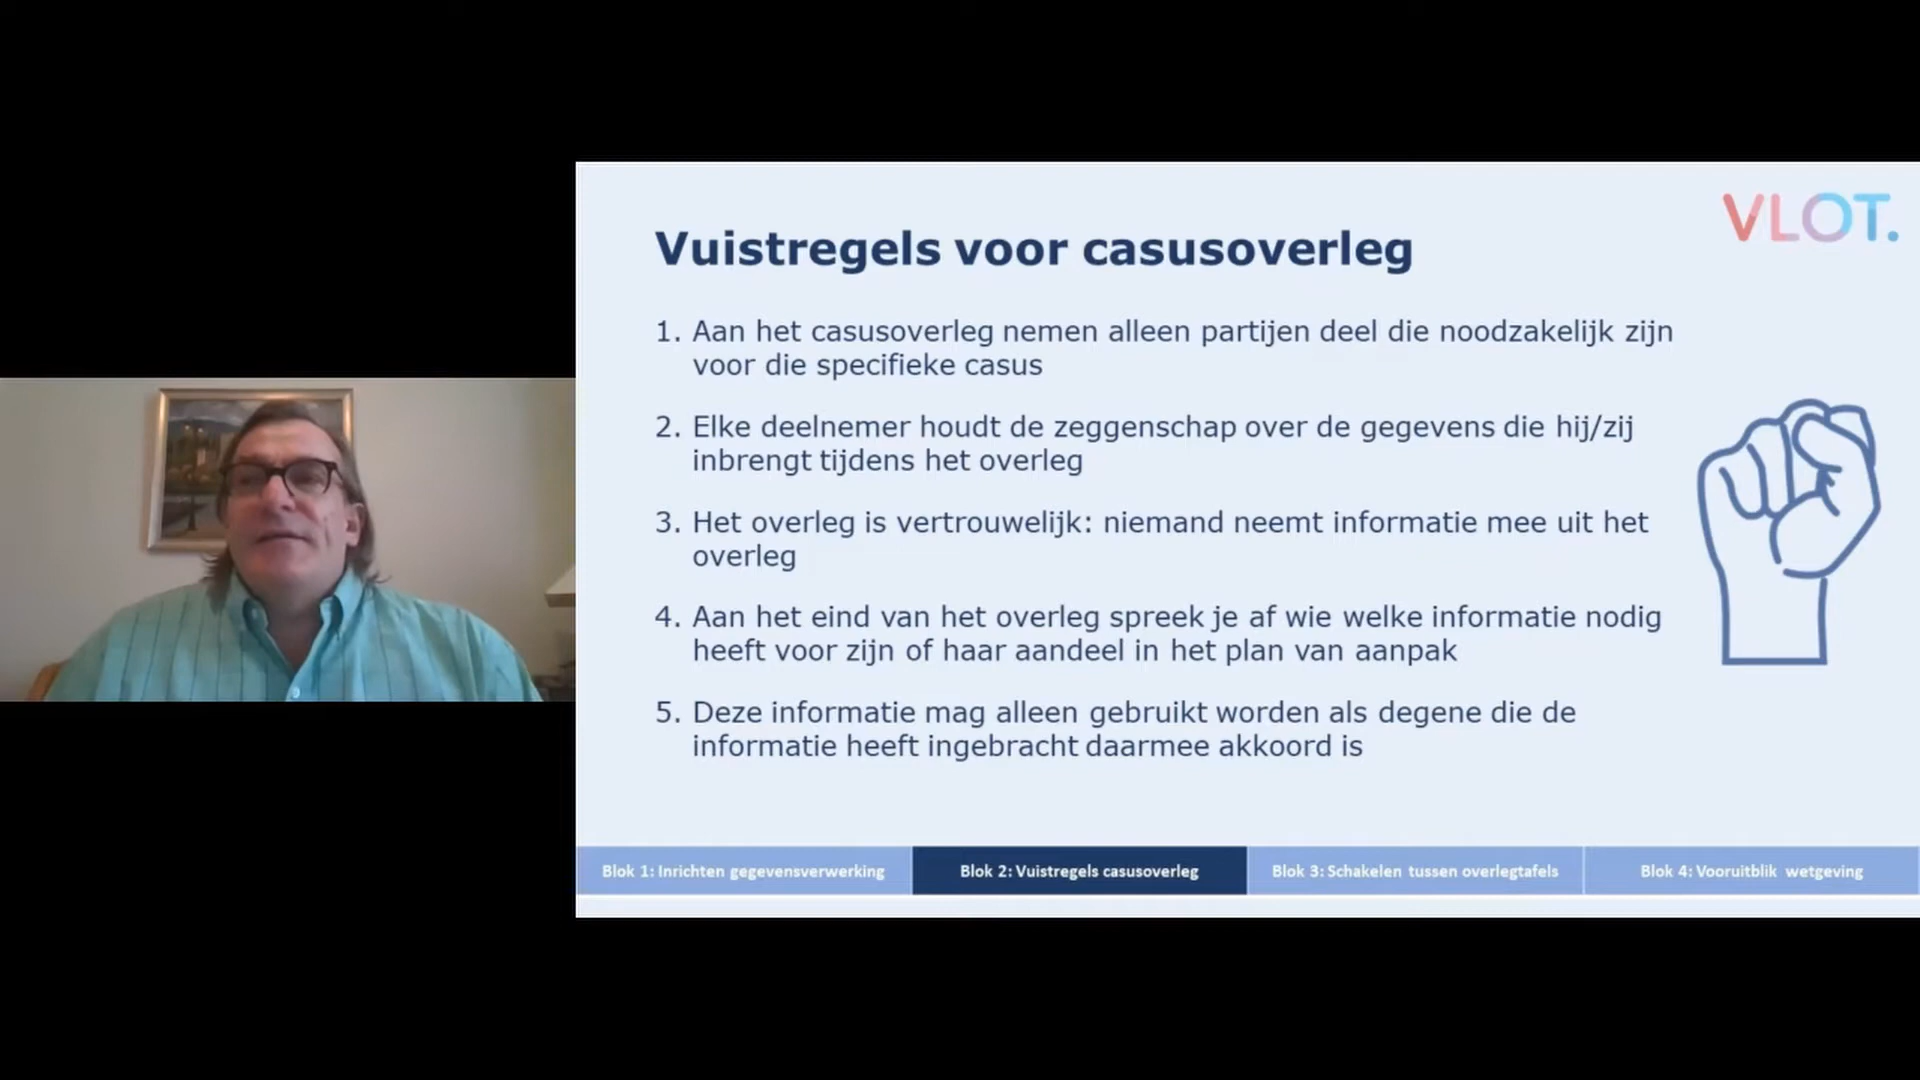 VLOT.
Vuistregels voor casusoverleg
1. Aan het casusoverleg nemen alleen partijen deel die noodzakelijk zijn
voor die specifieke casus
2. Elke deelnemer houdt de zeggenschap over de gegevens die hij/zij
inbrengt tijdens het overleg
3. Het overleg is vertrouwelijk: niemand neemt informatie mee uit het
overleg
4. Aan het eind van het overleg spreek je af wie welke informatie nodig
heeft voor zijn of haar aandeel in het plan van aanpak
5. Deze informatie mag alleen gebruikt worden als degene die de
informatie heeft ingebracht daarmee akkoord is
Blok 1: Inrichten gegevensverwerking
Blok 2: Vuistregels casusoverleg
Blok 3: Schakelen tussen overlegtafels
Blok 4: Vooruitblik wetgeving